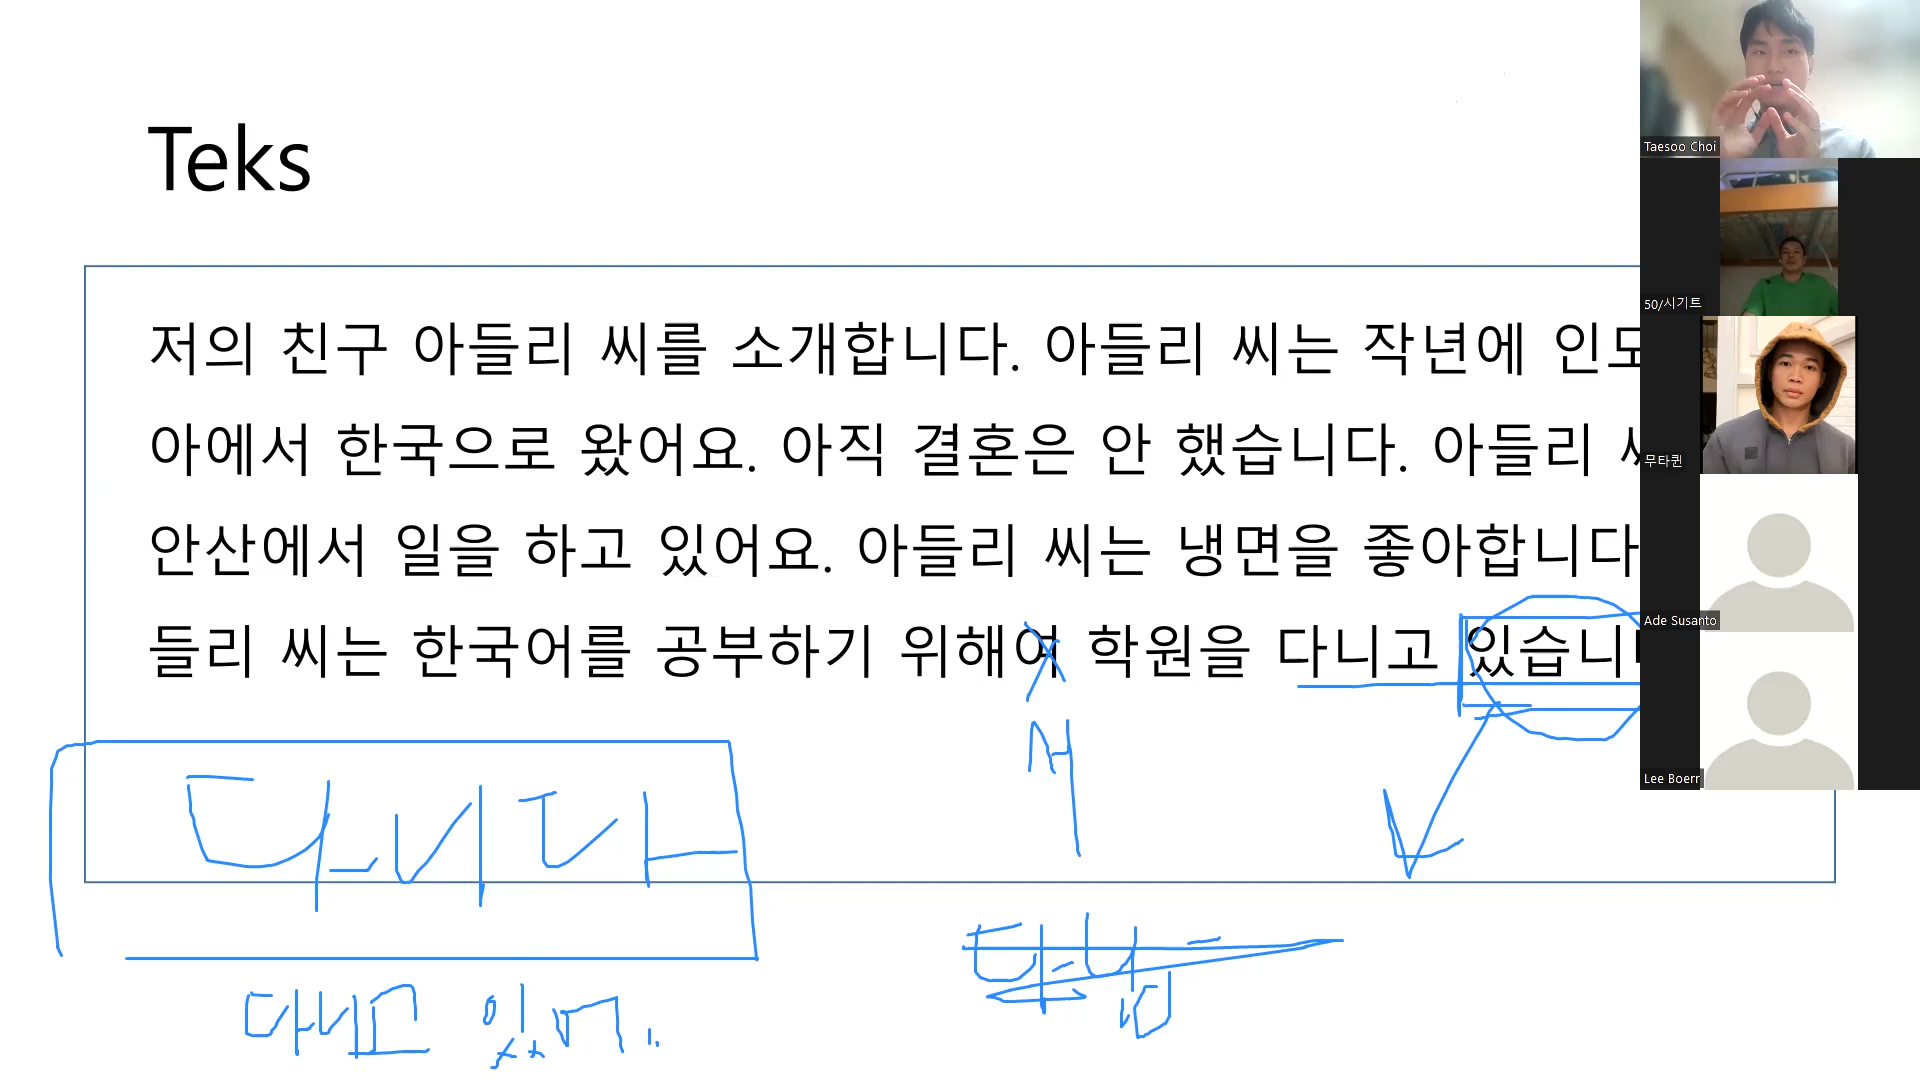 Teks
저의 친구 아들리 씨를 소개합니다. 아들리 씨는 작년에 인도
아에서 한국으로 왔어요. 아직 결혼은 안 했습니다. 아들리
안산에서 일을 하고 있어요. 아들리 씨는 냉면을 좋아합니다
들리 씨는 한국어를 공부하기 위해여 학원을 다니고 있습니다
다니다
다니고
Taesoo Choi
50/시기트
무타퀸
Ade Susanto
Lee Boerr